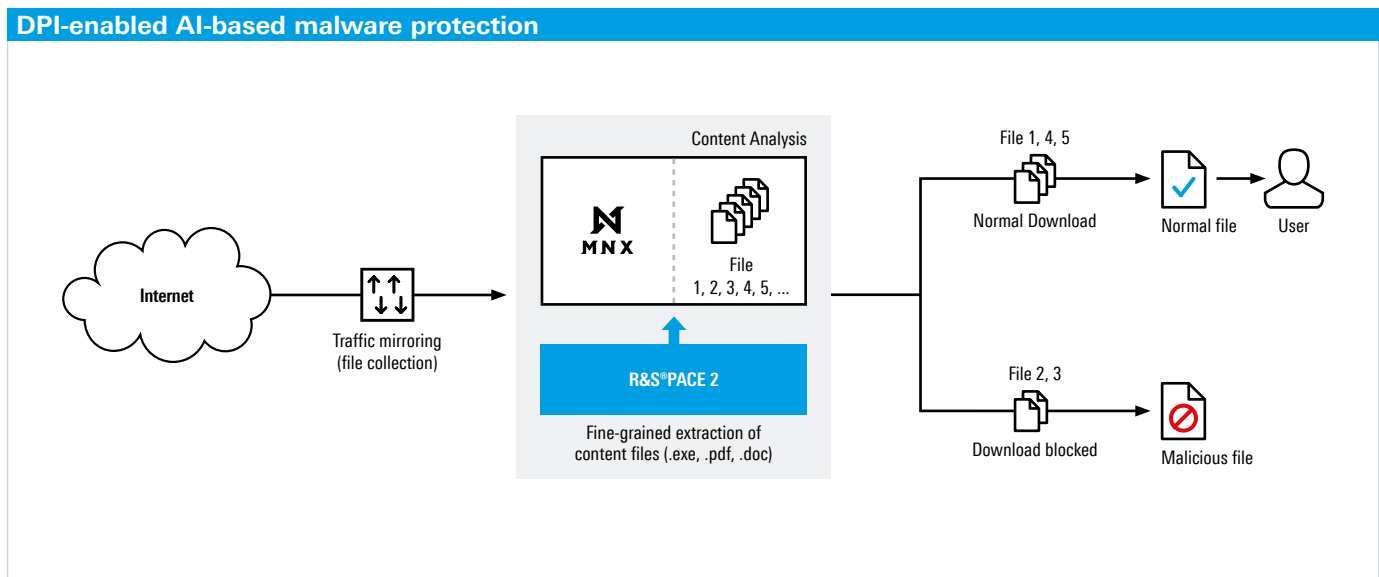 DPI-enabled AI-based malware protection
Internet
Traffic mirroring
(file collection)
Content Analysis
MNX
File
1, 2, 3, 4, 5, ...
R&S®PACE 2
Fine-grained extraction of
content files (.exe, .pdf, .doc)
File 1, 4, 5
Normal Download
Normal file
User
File 2, 3
Download blocked
Malicious file